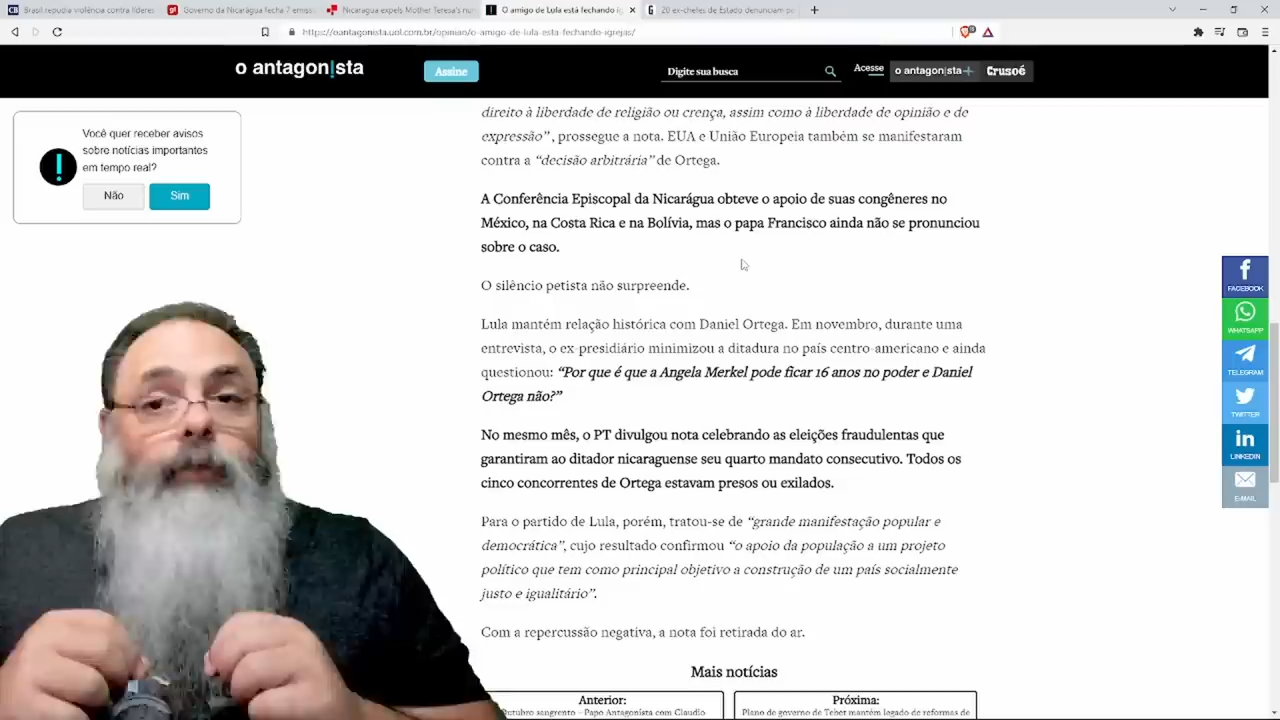 Brasil repudia violência contra líderes
Governo da Nicarágua fecha 7 emiss
Nicaragua expels Mother Teresa's nu
O amigo de Lula está fechando ig
20 ex-chefes de Estado denunciam pe
https://oantagonista.uol.com.br/opiniao/o-amigo-de-lula-esta-fechando-igrejas/
o antagon!sta
Assine
Digite sua busca
Acesse
o antagon|sta+
Crusoé
Você quer receber avisos
sobre notícias importantes
em tempo real?
Não
Sim
direito à liberdade de religião ou crença, assim como à liberdade de opinião e de
expressão”, prossegue a nota. EUA e União Europeia também se manifestaram
contra a “decisão arbitrária” de Ortega.
A Conferência Episcopal da Nicarágua obteve o apoio de suas congêneres no
México, na Costa Rica e na Bolívia, mas o papa Francisco ainda não se pronunciou
sobre o caso.
O silêncio petista não surpreende.
Lula mantém relação histórica com Daniel Ortega. Em novembro, durante uma
entrevista, o ex-presidiário minimizou a ditadura no país centro-americano e ainda
questionou: “Por que é que a Angela Merkel pode ficar 16 anos no poder e Daniel
Ortega não?”
No mesmo mês, o PT divulgou nota celebrando as eleições fraudulentas que
garantiram ao ditador nicaraguense seu quarto mandato consecutivo. Todos os
cinco concorrentes de Ortega estavam presos ou exilados.
Para o partido de Lula, porém, tratou-se de “grande manifestação popular e
democrática”, cujo resultado confirmou “o apoio da população a um projeto
político que tem como principal objetivo a construção de um país socialmente
justo e igualitário”.
Com a repercussão negativa, a nota foi retirada do ar.
Mais notícias
Anterior:
outubro sangrento – Papo Antagonista com Claudio
Próxima:
Plano de governo de Tebet mantém legado de reformas de
FACEBOOK
WHATSAPP
TELEGRAM
TWITTER
LINKEDIN
E-MAIL